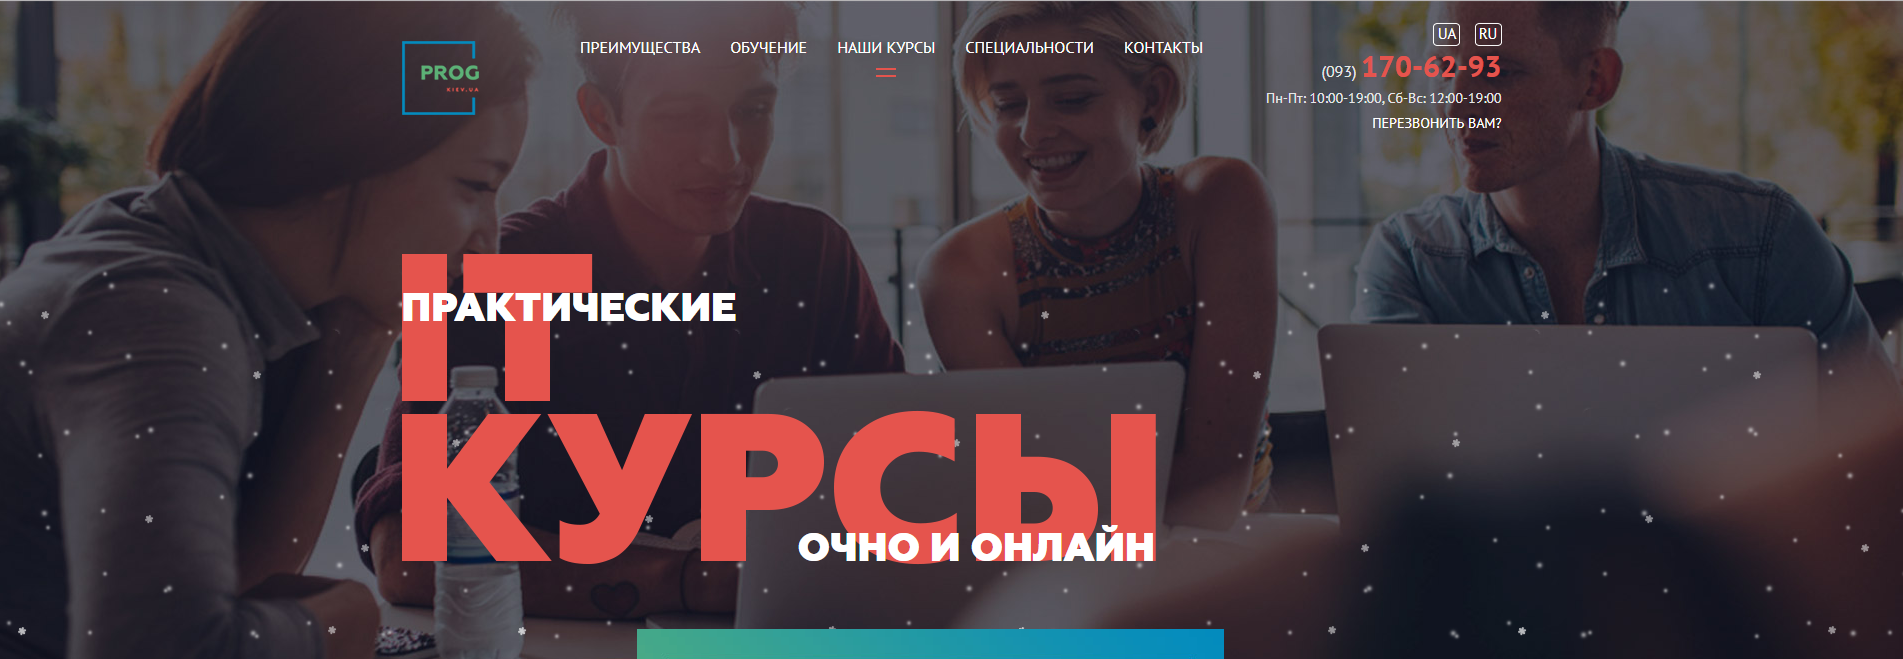 PROG
KIEV.UA
ПРЕИМУЩЕСТВА ОБУЧЕНИЕ НАШИ КУРСЫ СПЕЦИАЛЬНОСТИ КОНТАКТЫ
UA RU
(093) 170-62-93
Пн-Пт: 10:00-19:00, Сб-Вс: 12:00-19:00
ПЕРЕЗВОНИТЬ ВАМ?
ПРАКТИЧЕСКИЕ
IT
КУРСЫ
ОЧНО И ОНЛАЙН